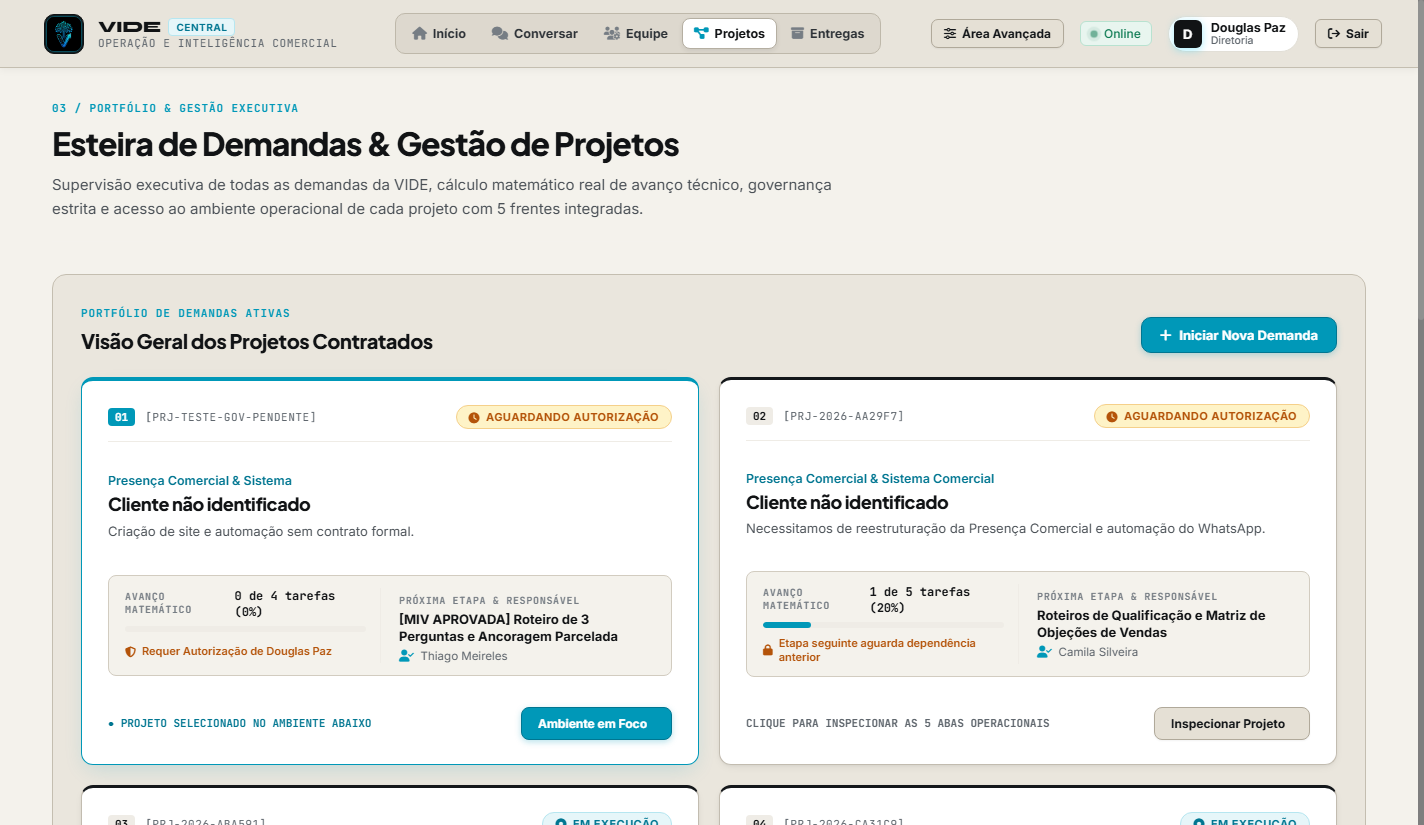 VIDE CENTRAL
OPERAÇÃO E INTELIGÊNCIA COMERCIAL
Início
Conversar
Equipe
Projetos
Entregas
Área Avançada
Online
D
Douglas Paz
Diretoria
Sair
03 / PORTFÓLIO & GESTÃO EXECUTIVA
Esteira de Demandas & Gestão de Projetos
Supervisão executiva de todas as demandas da VIDE, cálculo matemático real de avanço técnico, governança
estrita e acesso ao ambiente operacional de cada projeto com 5 frentes integradas.
PORTFÓLIO DE DEMANDAS ATIVAS
Visão Geral dos Projetos Contratados
Iniciar Nova Demanda
01 [PRJ-TESTE-GOV-PENDENTE]
AGUARDANDO AUTORIZAÇÃO
Presença Comercial & Sistema
Cliente não identificado
Criação de site e automação sem contrato formal.
AVANÇO
MATEMÁTICO
0 de 4 tarefas
(0%)
Requer Autorização de Douglas Paz
PRÓXIMA ETAPA & RESPONSÁVEL
[MIV APROVADA] Roteiro de 3
Perguntas e Ancoragem Parcelada
Thiago Meireles
• PROJETO SELECIONADO NO AMBIENTE ABAIXO
Ambiente em Foco
02 [PRJ-2026-AA29F7]
AGUARDANDO AUTORIZAÇÃO
Presença Comercial & Sistema Comercial
Cliente não identificado
Necessitamos de reestruturação da Presença Comercial e automação do WhatsApp.
AVANÇO
MATEMÁTICO
1 de 5 tarefas
(20%)
Etapa seguinte aguarda dependência
anterior
PRÓXIMA ETAPA & RESPONSÁVEL
Roteiros de Qualificação e Matriz de
Objeções de Vendas
Camila Silveira
CLIQUE PARA INSPECIONAR AS 5 ABAS OPERACIONAIS
Inspecionar Projeto
03 [PRJ-2026-ABA591]
EM EXECUÇÃO
04 [PRJ-2026-CA31C9]
EM EXECUÇÃO